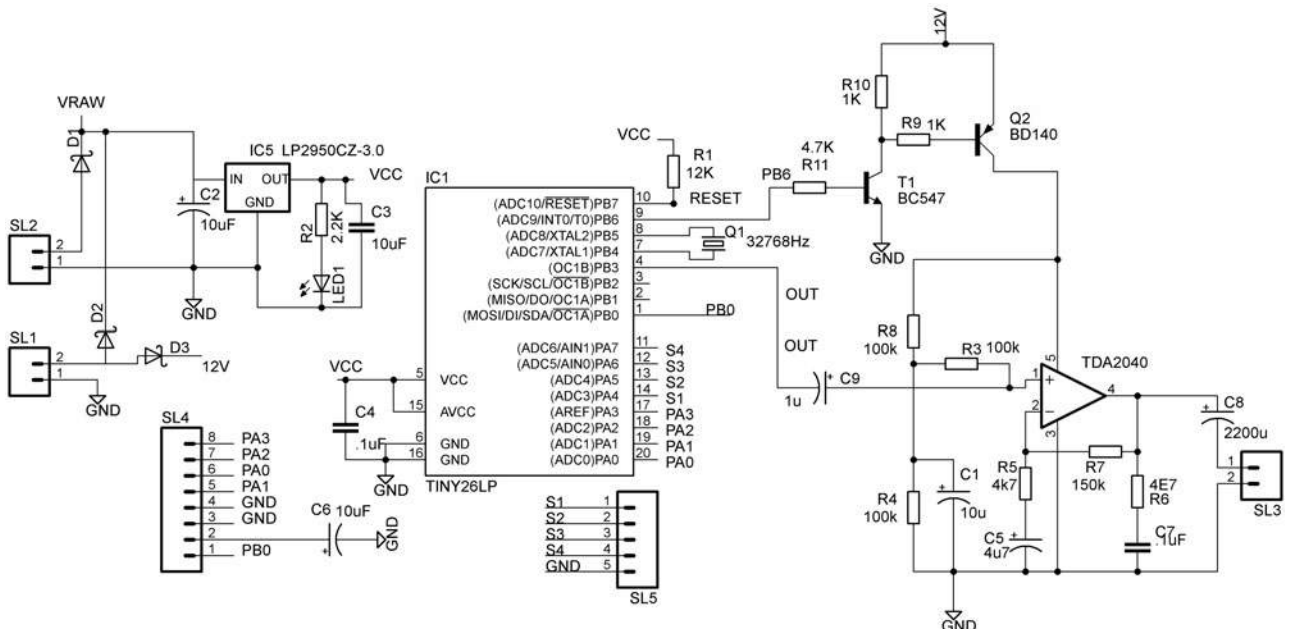 12V
R10
1K
R9 1K
Q2
BD140
VRAW
D1
IC5 LP2950CZ-3.0
IN OUT
GND
VCC
C2
+
10uF
R2
2.2K
C3
10uF
LED1
SL2
2
1
GND
D2
SL1
2
1
D3
12V
GND
VCC
R1
12K
RESET
PB6
4.7K
R11
T1
BC547
GND
IC1
(ADC10/RESET)PB7 10
(ADC9/INT0/T0)PB6 9
(ADC8/XTAL2)PB5 8
(ADC7/XTAL1)PB4 7
(OC1B)PB3 4
(SCK/SCL/OC1B)PB2 3
(MISO/DO/OC1A)PB1 2
(MOSI/DI/SDA/OC1A)PB0 1
PB0
Q1
32768Hz
OUT
OUT
(ADC6/AIN1)PA7 11 S4
(ADC5/AIN0)PA6 12 S3
(ADC4)PA5 13 S2
(ADC3)PA4 14 S1
(AREF)PA3 17 PA3
(ADC2)PA2 18 PA2
(ADC1)PA1 19 PA1
(ADC0)PA0 20 PA0
VCC
5 VCC
15 AVCC
6 GND
16 GND
C4
.1uF
GND
TINY26LP
SL4
8 PA3
7 PA2
6 PA0
5 PA1
4 GND
3 GND
2
1 PB0
C6 10uF
+
GND
S1 1
S2 2
S3 3
S4 4
GND 5
SL5
R8
100k
R3 100k
+
C9
1u
TDA2040
5
1 +
2 −
3
4
R5
4k7
R7
150k
4E7
R6
C8
+
2200u
1
2
SL3
R4
100k
C1
+
10u
C5
+
4u7
C7
.1uF
GND